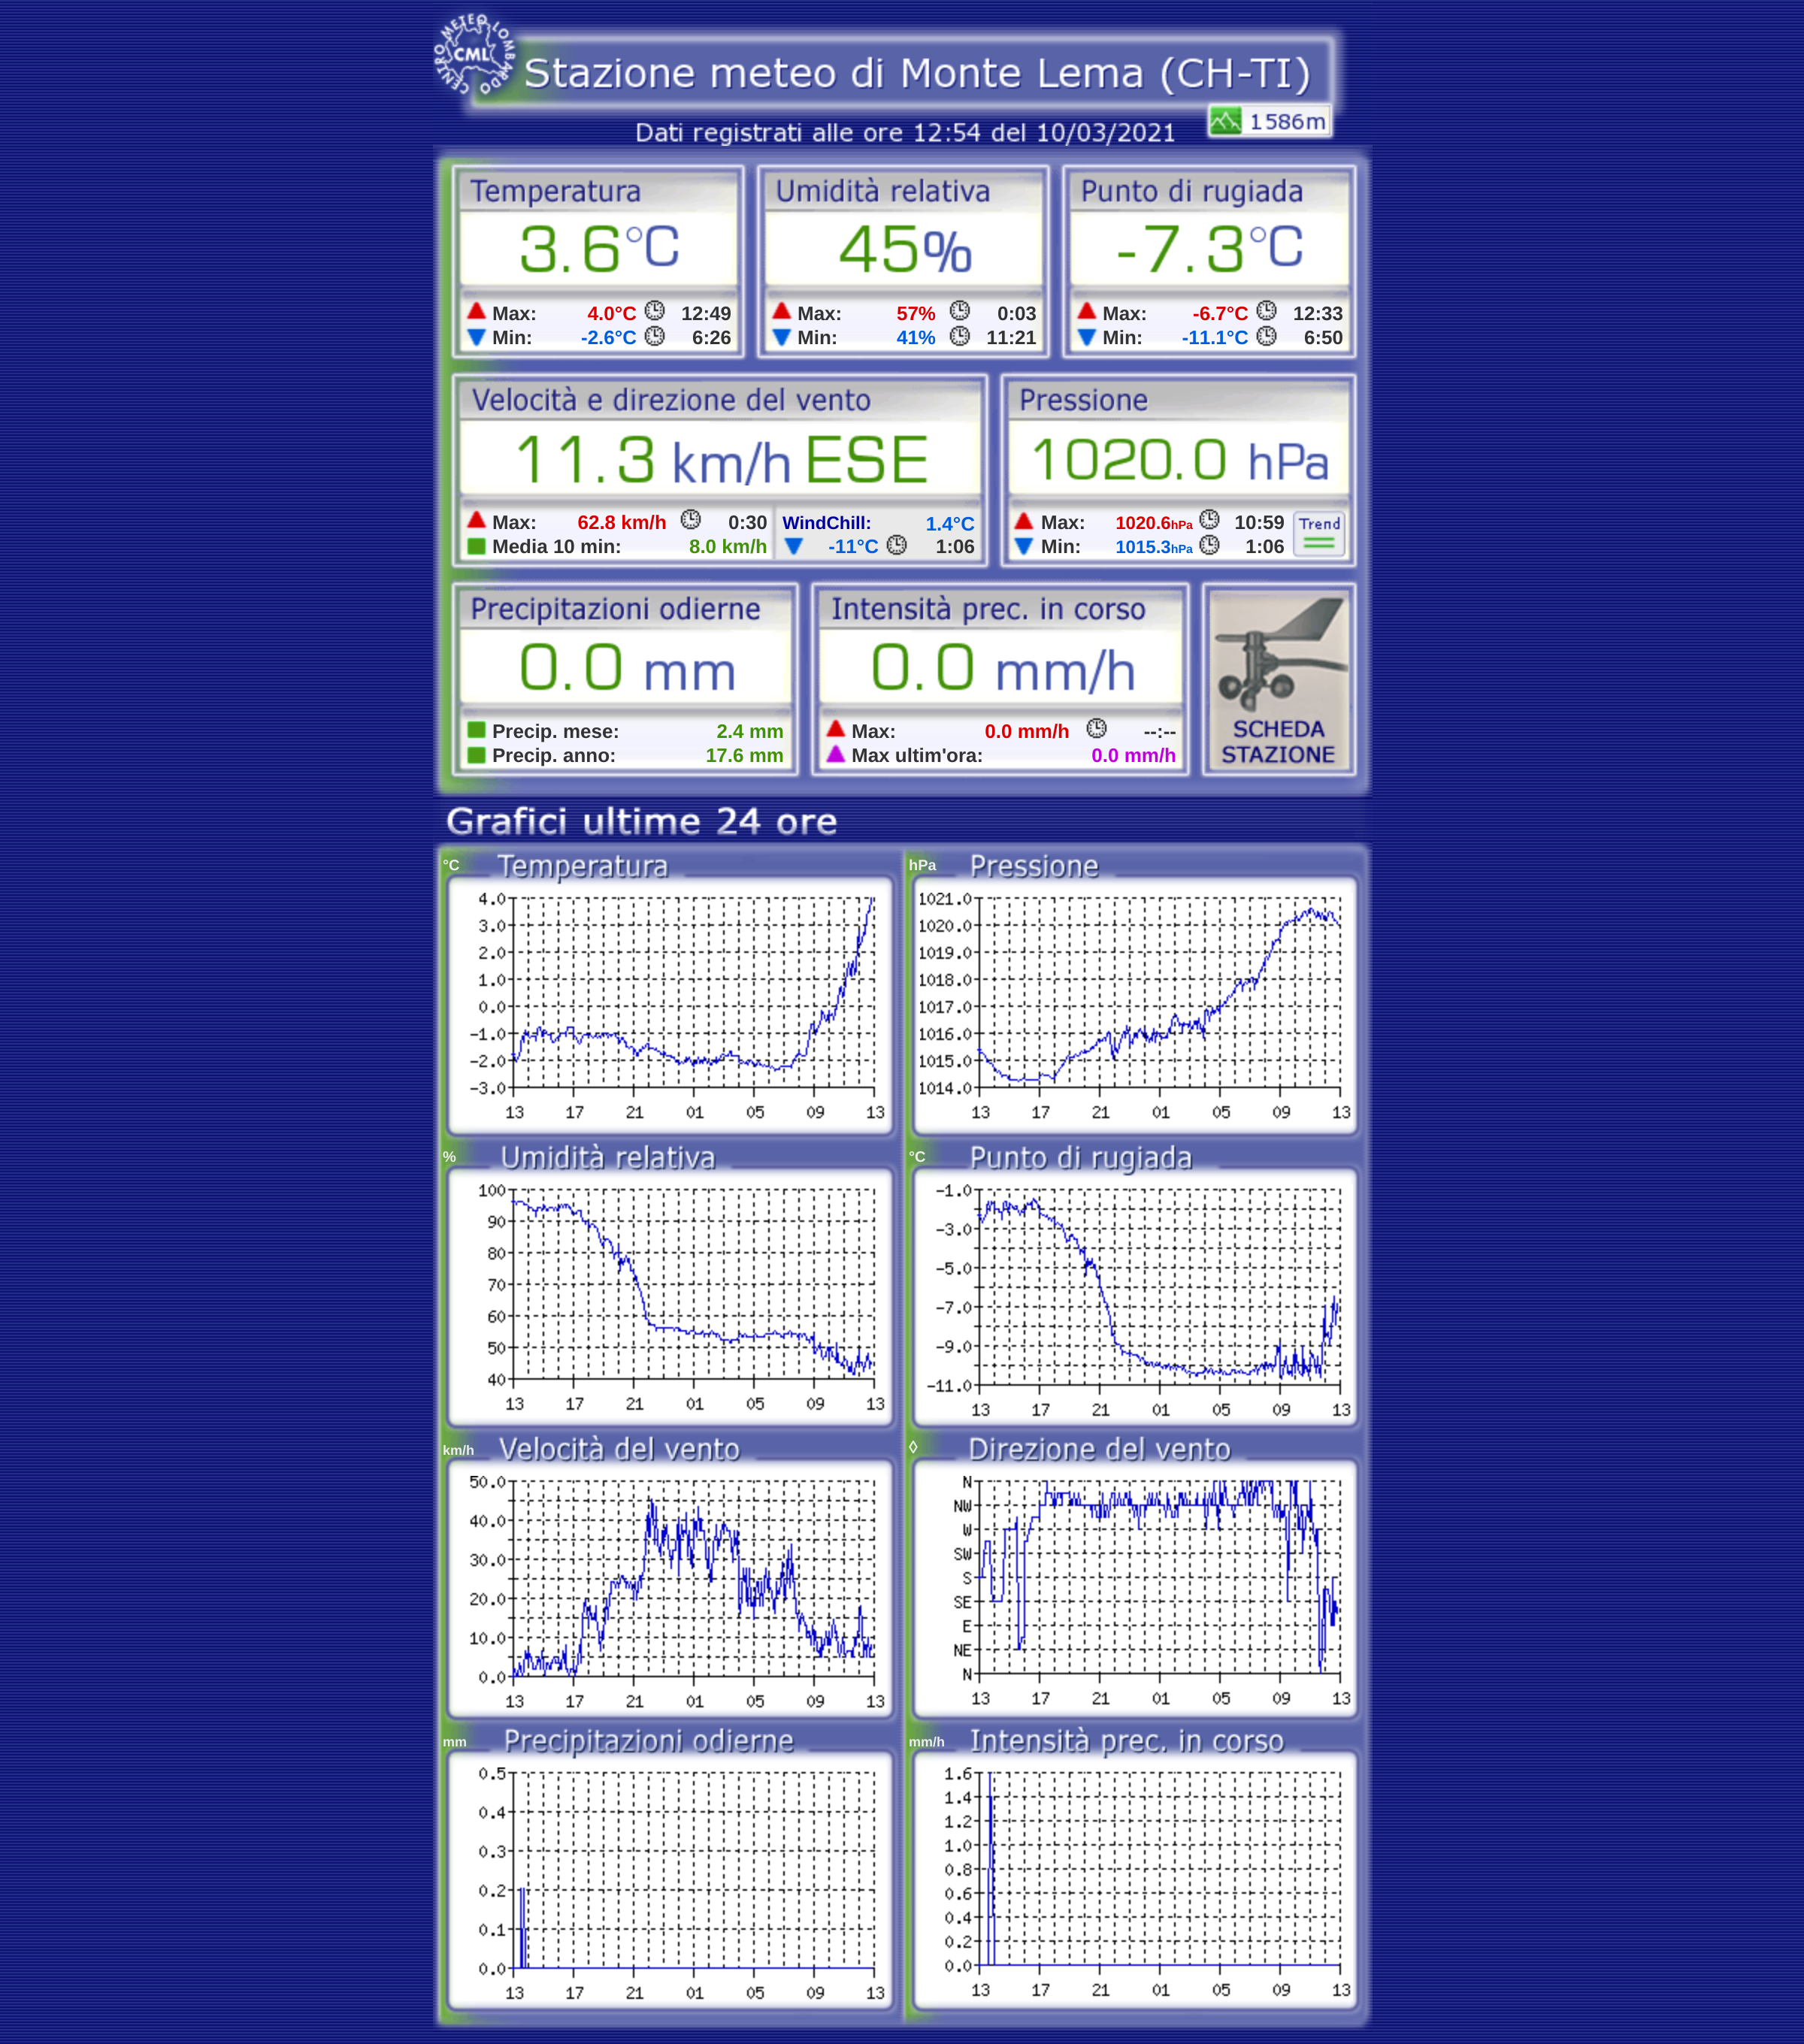 CENTRO METEO LOMBARDO
CML
Stazione meteo di Monte Lema (CH-TI)
1586m
Dati registrati alle ore 12:54 del 10/03/2021
Temperatura
3.6°C
Max: 4.0°C 12:49
Min: -2.6°C 6:26
Umidità relativa
45%
Max: 57% 0:03
Min: 41% 11:21
Punto di rugiada
-7.3°C
Max: -6.7°C 12:33
Min: -11.1°C 6:50
Velocità e direzione del vento
11.3 km/h ESE
Max: 62.8 km/h 0:30
Media 10 min: 8.0 km/h
WindChill: 1.4°C
-11°C 1:06
Pressione
1020.0 hPa
Max: 1020.6hPa 10:59
Min: 1015.3hPa 1:06
Trend
Precipitazioni odierne
0.0 mm
Precip. mese: 2.4 mm
Precip. anno: 17.6 mm
Intensità prec. in corso
0.0 mm/h
Max: 0.0 mm/h --:--
Max ultim'ora: 0.0 mm/h
SCHEDA
STAZIONE
Grafici ultime 24 ore
°C Temperatura
4.0
3.0
2.0
1.0
0.0
-1.0
-2.0
-3.0
13 17 21 01 05 09 13
hPa Pressione
1021.0
1020.0
1019.0
1018.0
1017.0
1016.0
1015.0
1014.0
13 17 21 01 05 09 13
% Umidità relativa
100
90
80
70
60
50
40
13 17 21 01 05 09 13
°C Punto di rugiada
-1.0
-3.0
-5.0
-7.0
-9.0
-11.0
13 17 21 01 05 09 13
km/h Velocità del vento
50.0
40.0
30.0
20.0
10.0
0.0
13 17 21 01 05 09 13
◊ Direzione del vento
N
NW
W
SW
S
SE
E
NE
N
13 17 21 01 05 09 13
mm Precipitazioni odierne
0.5
0.4
0.3
0.2
0.1
0.0
13 17 21 01 05 09 13
mm/h Intensità prec. in corso
1.6
1.4
1.2
1.0
0.8
0.6
0.4
0.2
0.0
13 17 21 01 05 09 13